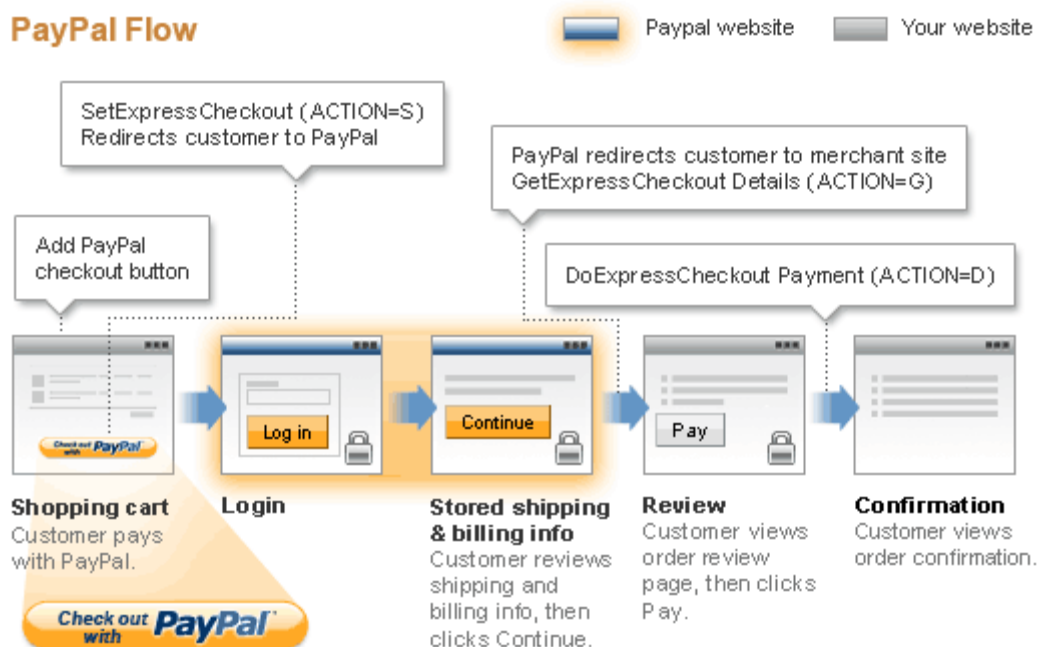 PayPal Flow
Paypal website
Your website
SetExpressCheckout (ACTION=S)
Redirects customer to PayPal
PayPal redirects customer to merchant site
GetExpressCheckout Details (ACTION=G)
Add PayPal
checkout button
DoExpressCheckout Payment (ACTION=D)
Log in
Continue
Pay
Check out
with
PayPal
Shopping cart
Customer pays
with PayPal.
Login
Stored shipping
& billing info
Customer reviews
shipping and
billing info, then
clicks Continue.
Review
Customer views
order review
page, then clicks
Pay.
Confirmation
Customer views
order confirmation.
Check out
with
PayPal